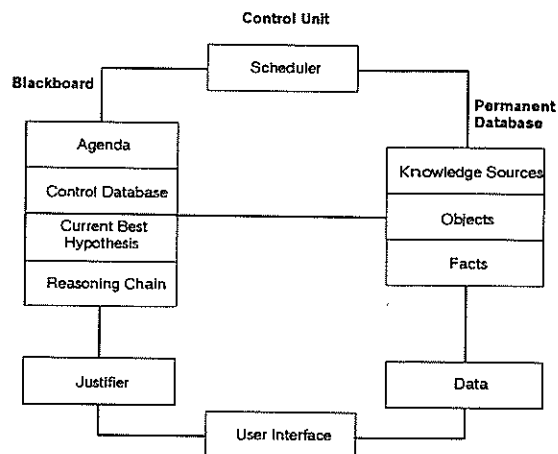 Control Unit
Scheduler
Blackboard
Permanent
Database
Agenda
Control Database
Current Best
Hypothesis
Reasoning Chain
Knowledge Sources
Objects
Facts
Justifier
Data
User Interface